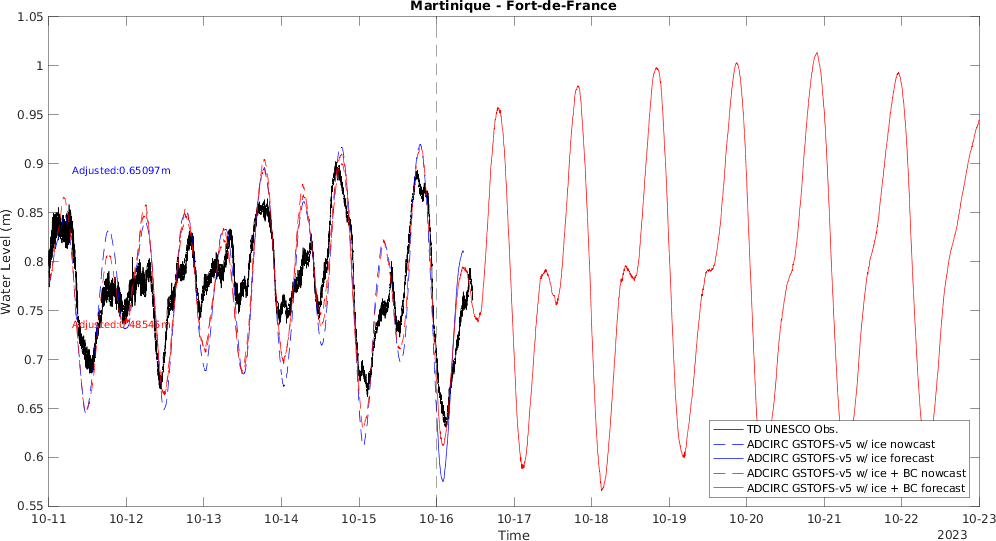 Martinique - Fort-de-France
1.05
1
0.95
0.9
0.85
0.8
0.75
0.7
0.65
0.6
0.55
Water Level (m)
Adjusted:0.65097m
TD UNESCO Obs.
ADCIRC GSTOFS-v5 w/ ice nowcast
ADCIRC GSTOFS-v5 w/ ice forecast
ADCIRC GSTOFS-v5 w/ ice + BC nowcast
ADCIRC GSTOFS-v5 w/ ice + BC forecast
10-11 10-12 10-13 10-14 10-15 10-16 10-17 10-18 10-19 10-20 10-21 10-22 10-23
Time
2023